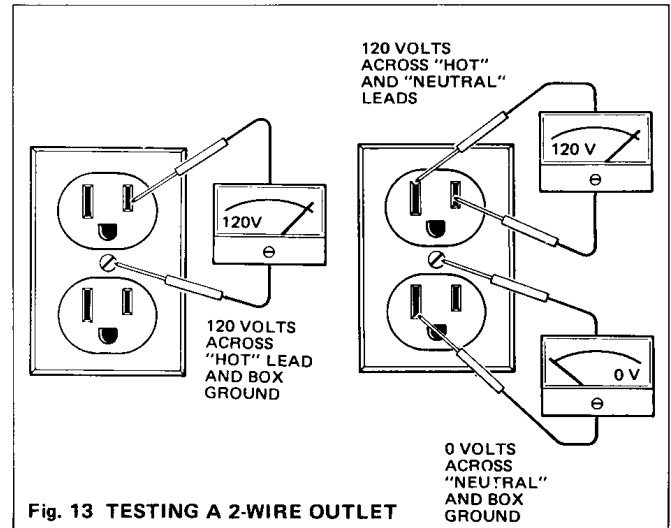 120V
120 VOLTS
ACROSS
"HOT" LEAD
AND BOX
GROUND
120 VOLTS
ACROSS "HOT"
AND "NEUTRAL"
LEADS
120 V
0 V
0 VOLTS
ACROSS
"NEUTRAL"
AND BOX
GROUND
Fig. 13 TESTING A 2-WIRE OUTLET